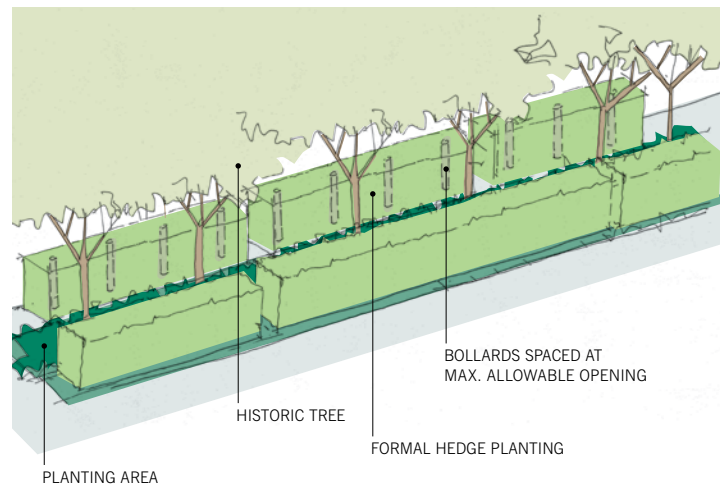 BOLLARDS SPACED AT
MAX. ALLOWABLE OPENING
HISTORIC TREE
FORMAL HEDGE PLANTING
PLANTING AREA